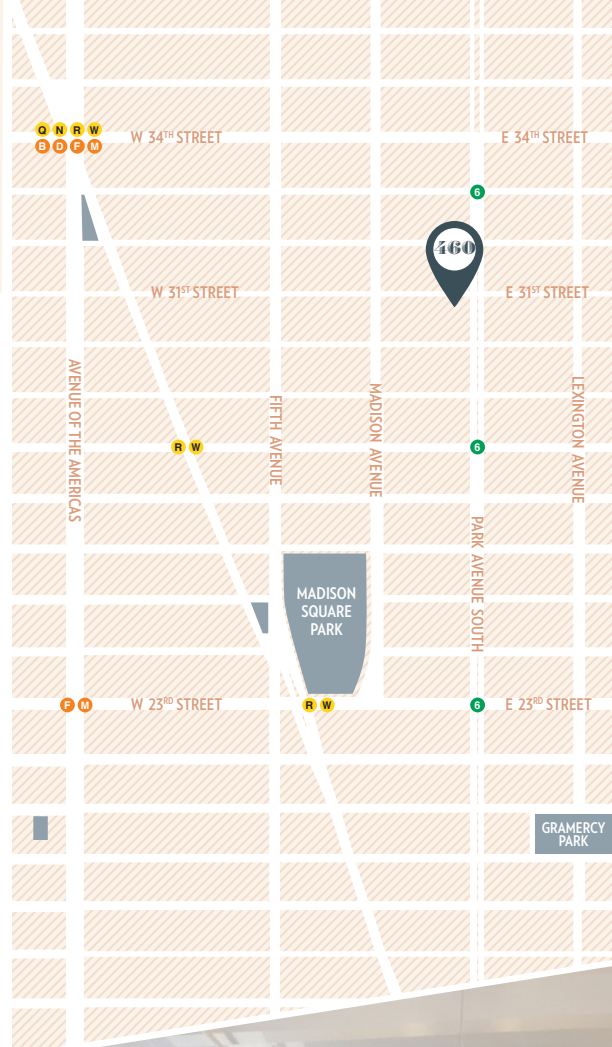 Q N R W
B D F M
W 34TH STREET
E 34TH STREET
6
460
W 31ST STREET
E 31ST STREET
AVENUE OF THE AMERICAS
FIFTH AVENUE
MADISON AVENUE
LEXINGTON AVENUE
R W
6
PARK AVENUE SOUTH
MADISON
SQUARE
PARK
F M
W 23RD STREET
R W
6
E 23RD STREET
GRAMERCY
PARK